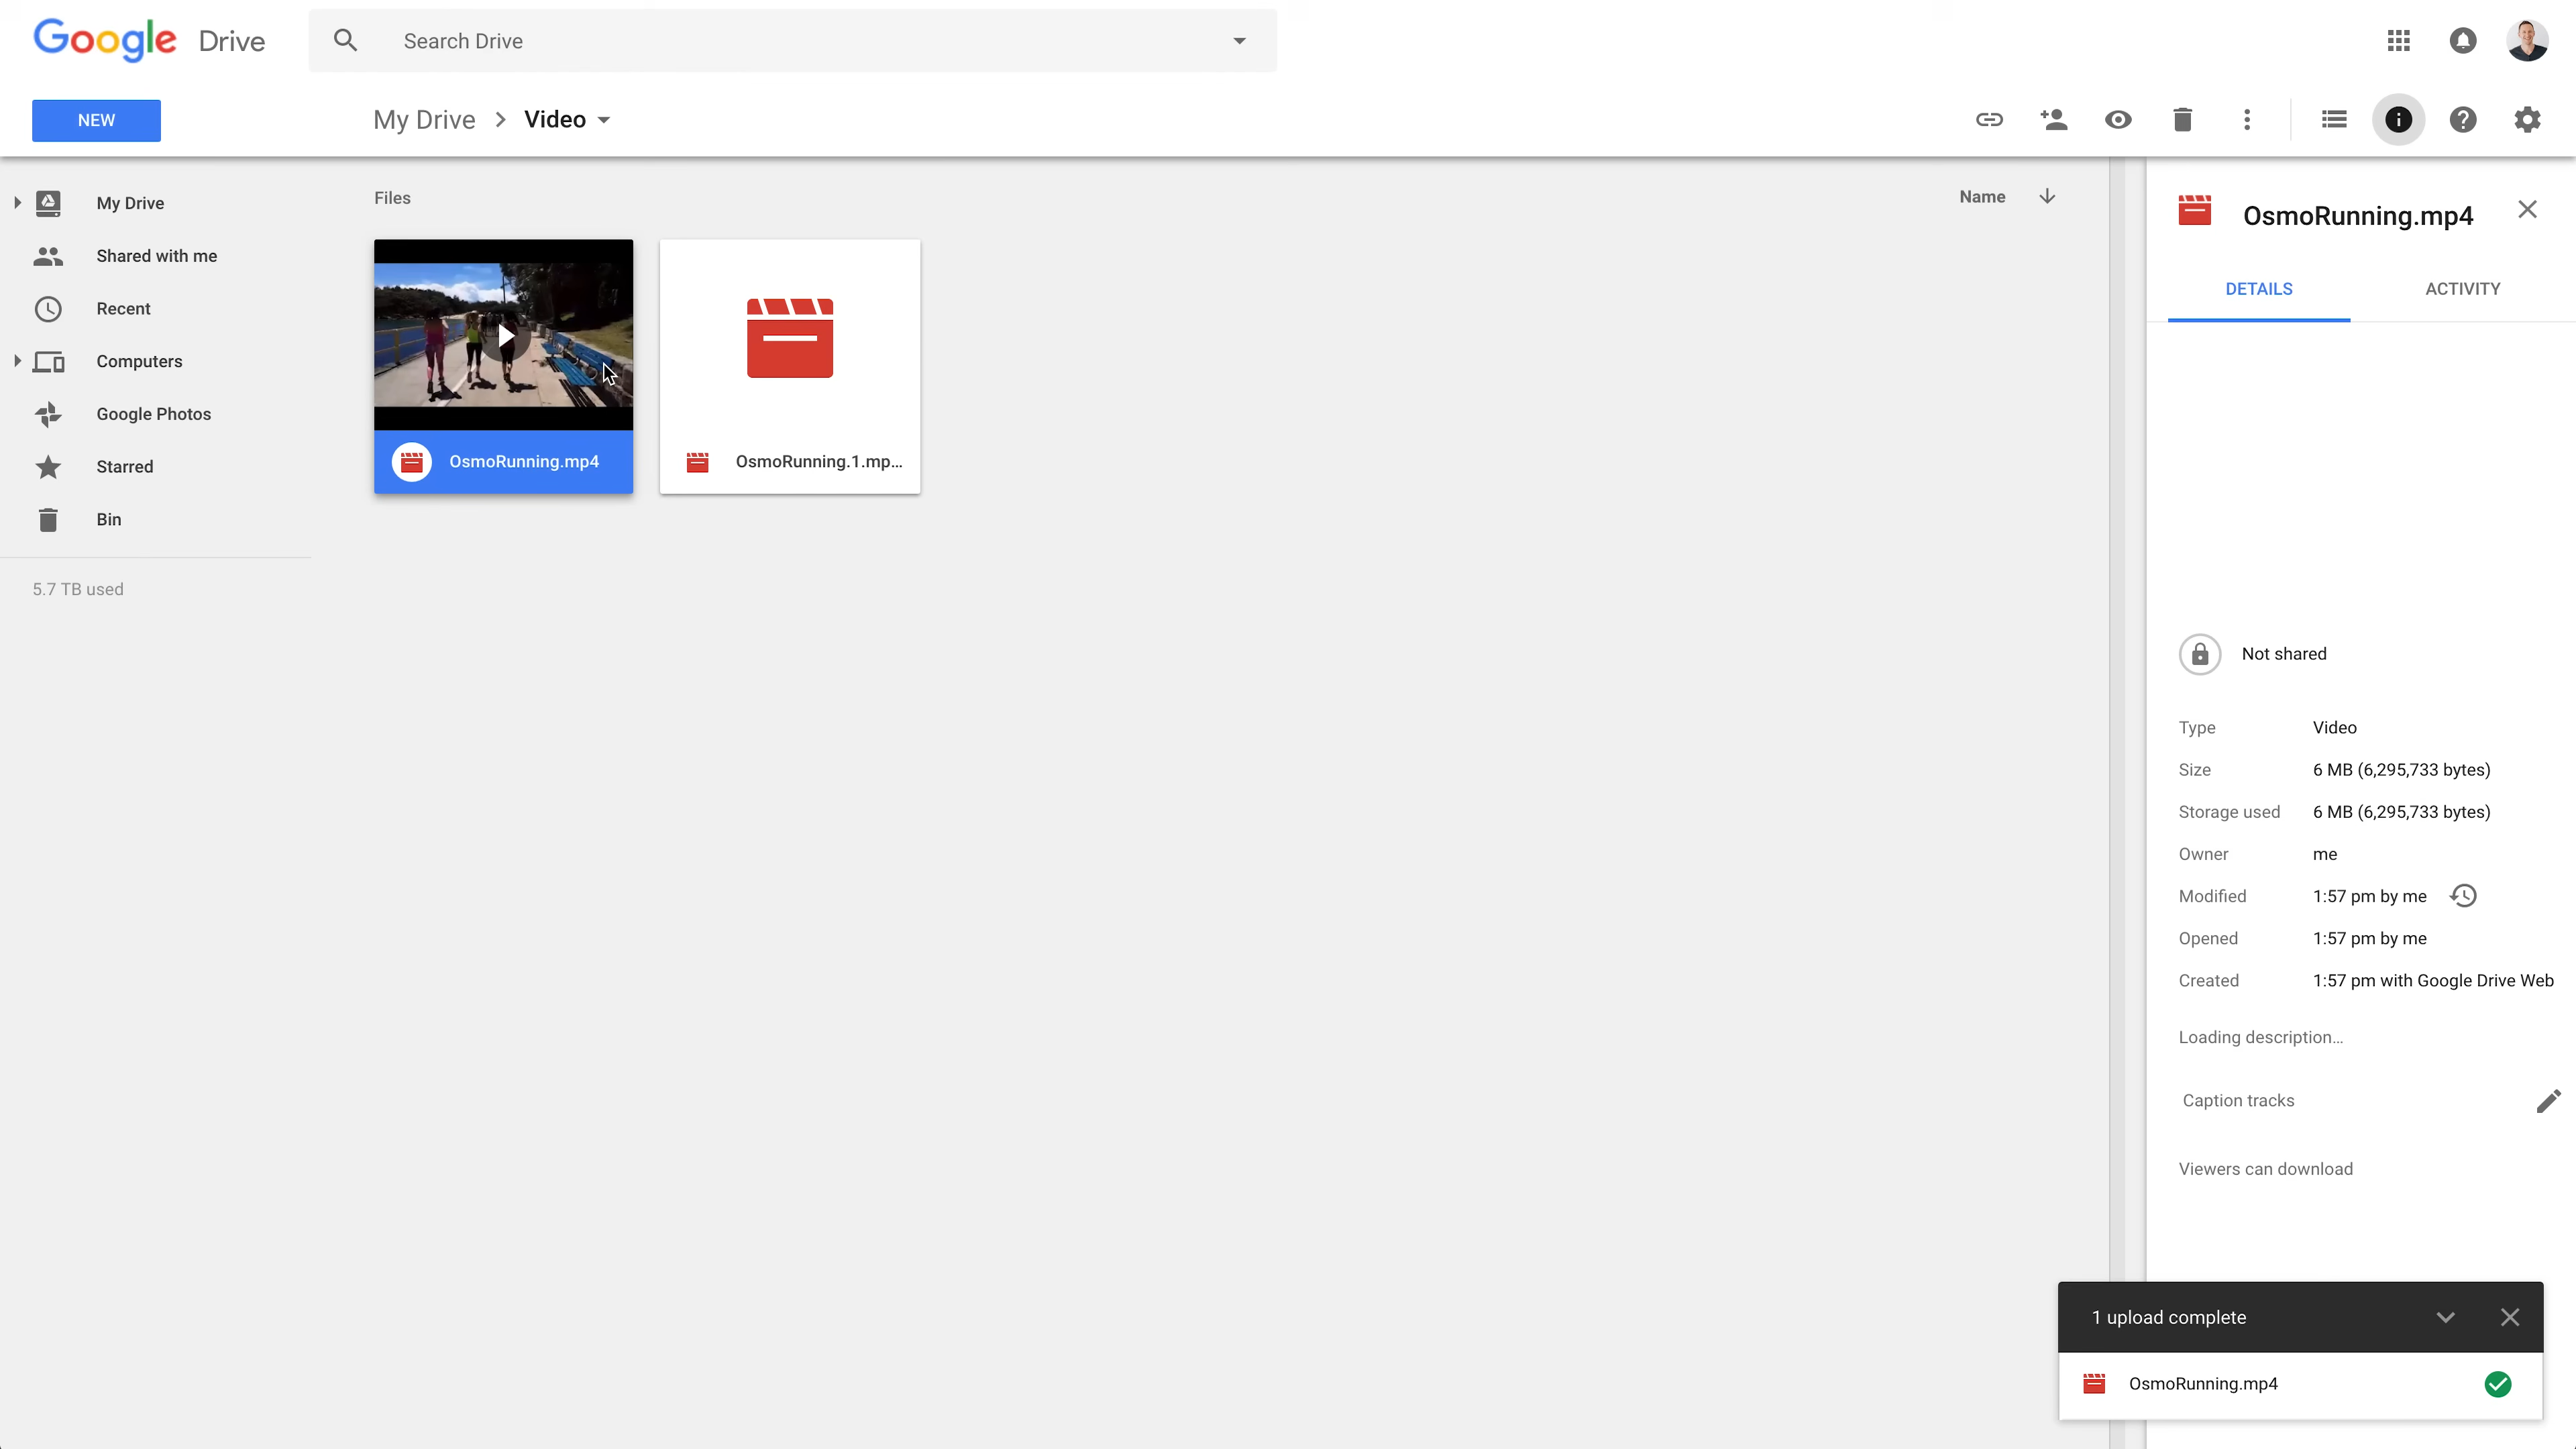 Google Drive
Search Drive
NEW
My Drive > Video
My Drive
Shared with me
Recent
Computers
Google Photos
Starred
Bin
5.7 TB used
Files
Name
OsmoRunning.mp4
OsmoRunning.1.mp...
OsmoRunning.mp4
DETAILS
ACTIVITY
Not shared
Type Video
Size 6 MB (6,295,733 bytes)
Storage used 6 MB (6,295,733 bytes)
Owner me
Modified 1:57 pm by me
Opened 1:57 pm by me
Created 1:57 pm with Google Drive Web
Loading description...
Caption tracks
Viewers can download
1 upload complete
OsmoRunning.mp4